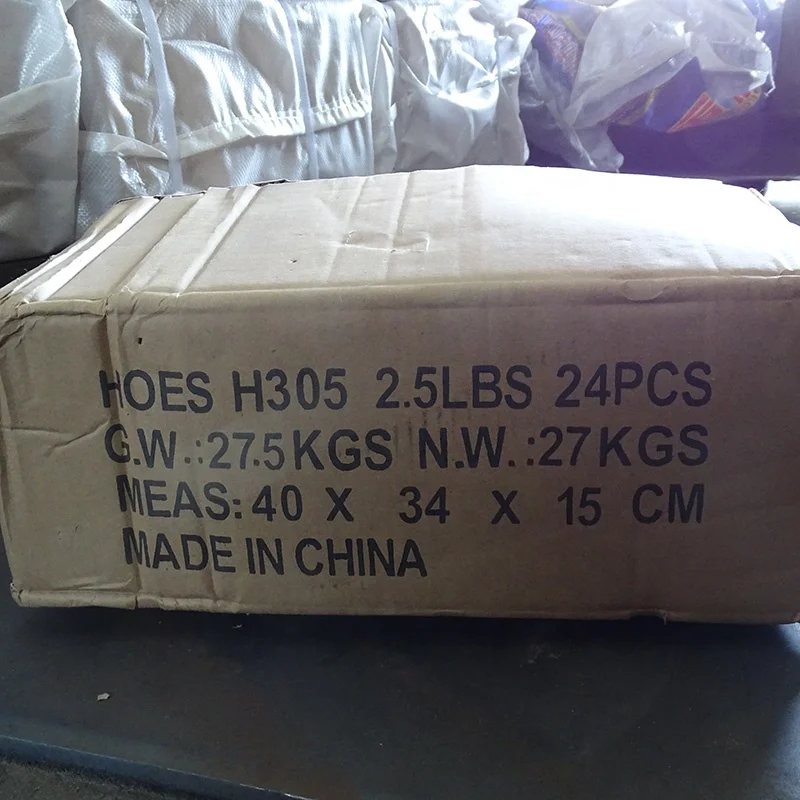 HOES H305 2.5LBS 24PCS
G.W.:27.5KGS N.W.:27KGS
MEAS: 40 X 34 X 15 CM
MADE IN CHINA